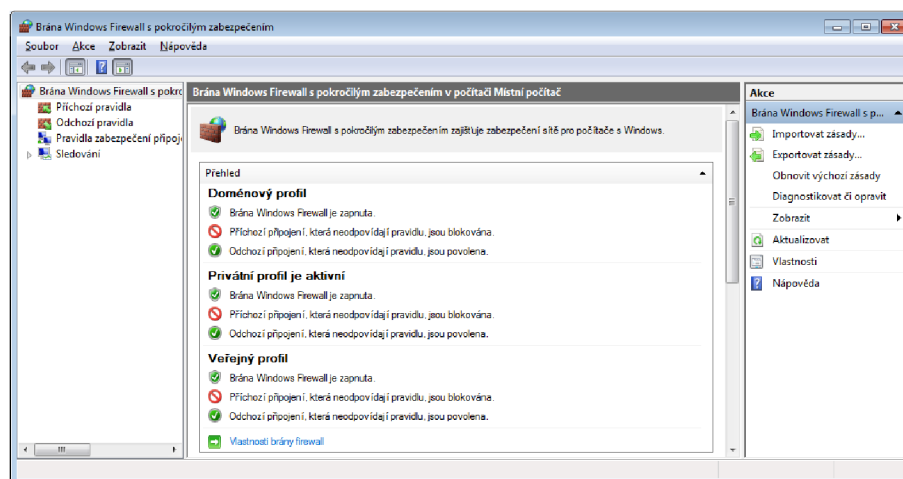 Brána Windows Firewall s pokročilým zabezpečením
Soubor Akce Zobrazit Nápověda
Brána Windows Firewall s pokro
Příchozí pravidla
Odchozí pravidla
Pravidla zabezpečení připoje
Sledování
Brána Windows Firewall s pokročilým zabezpečením v počítači Místní počítač
Brána Windows Firewall s pokročilým zabezpečením zajišťuje zabezpečení sítě pro počítače s Windows.
Přehled
Doménový profil
Brána Windows Firewall je zapnuta.
Příchozí připojení, která neodpovídají pravidlu, jsou blokována.
Odchozí připojení, která neodpovídají pravidlu, jsou povolena.
Privátní profil je aktivní
Brána Windows Firewall je zapnuta.
Příchozí připojení, která neodpovídají pravidlu, jsou blokována.
Odchozí připojení, která neodpovídají pravidlu, jsou povolena.
Veřejný profil
Brána Windows Firewall je zapnuta.
Příchozí připojení, která neodpovídají pravidlu, jsou blokována.
Odchozí připojení, která neodpovídají pravidlu, jsou povolena.
Vlastnosti brány firewall
Akce
Brána Windows Firewall s p...
Importovat zásady...
Exportovat zásady...
Obnovit výchozí zásady
Diagnostikovat či opravit
Zobrazit
Aktualizovat
Vlastnosti
Nápověda